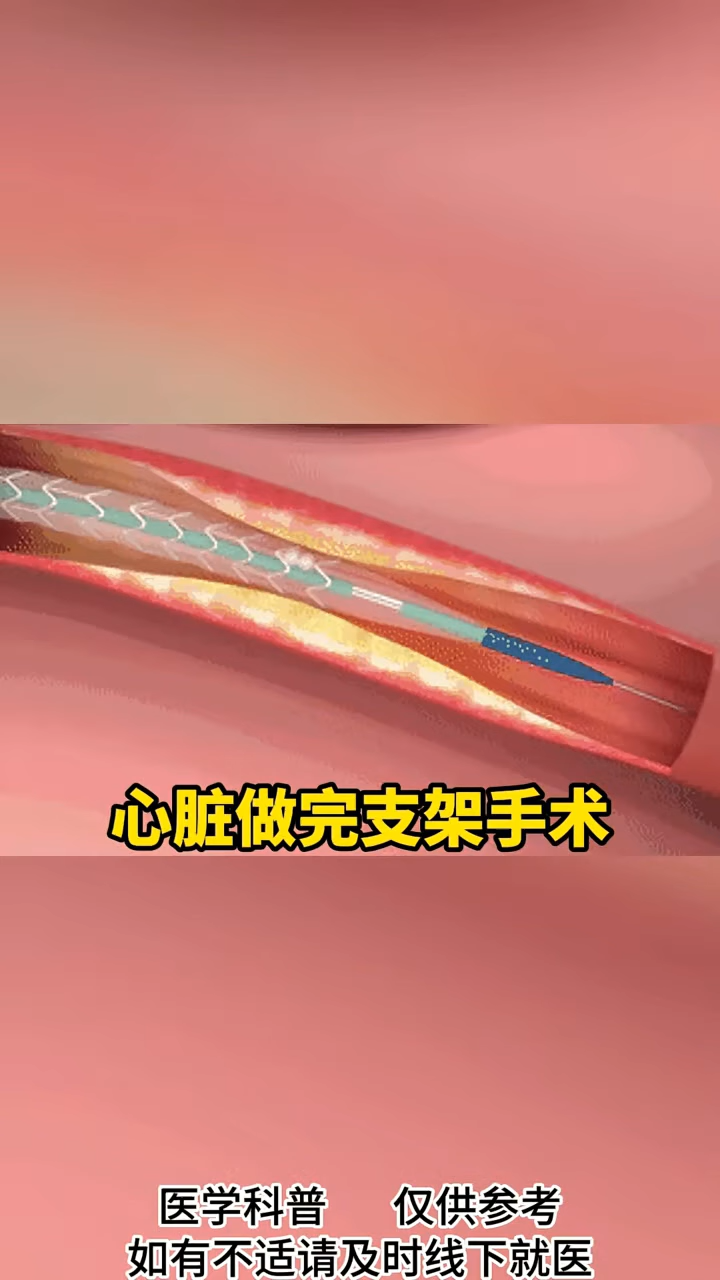 心脏做完支架手术
医学科普 仅供参考
如有不适请及时线下就医